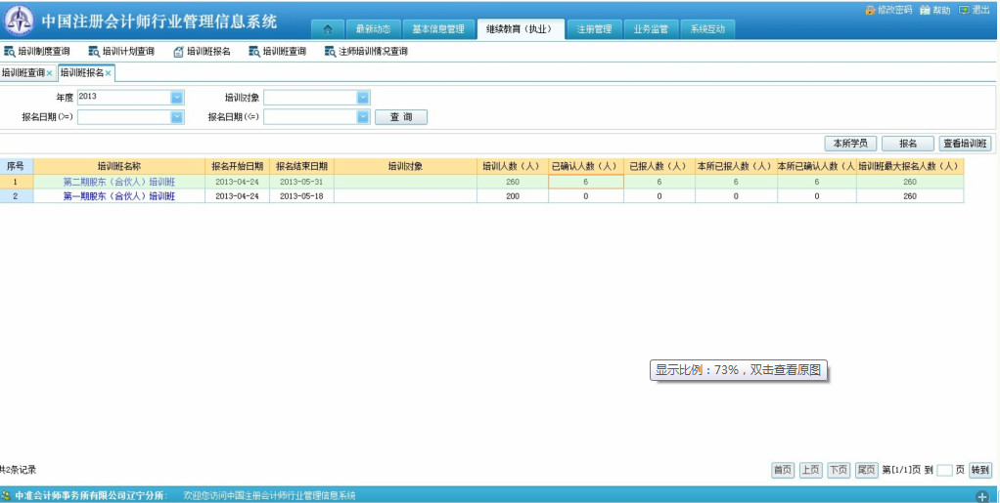 中国注册会计师行业管理信息系统
修改密码 帮助 退出
最新动态 基本信息管理 继续教育（执业） 注册管理 业务监管 系统互动
培训制度查询 培训计划查询 培训班报名 培训班查询 注师培训情况查询
培训班查询× 培训班报名×
年度 2013 培训对象
报名日期(>=) 报名日期(<=) 查 询
本所学员 报名 查看培训班
序号 培训班名称 报名开始日期 报名结束日期 培训对象 培训人数（人） 已确认人数（人） 已报人数（人） 本所已报人数（人） 本所已确认人数（人 培训班最大报名人数（人）
1 第二期股东（合伙人）培训班 2013-04-24 2013-05-31 260 6 6 6 6 260
2 第一期股东（合伙人）培训班 2013-04-24 2013-05-18 200 0 0 0 0 260
显示比例：73%，双击查看原图
共2条记录 首页 上页 下页 尾页 第[1/1]页 到 页 转到
中准会计师事务所有限公司辽宁分所： 欢迎您访问中国注册会计师行业管理信息系统